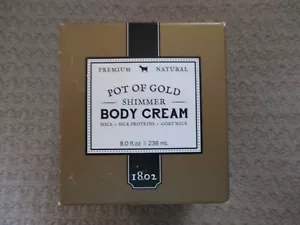 PREMIUM NATURAL
POT OF GOLD
SHIMMER
BODY CREAM
MICA • MILK PROTEINS • GOAT MILK
8.0 fl oz | 236 mL
1802